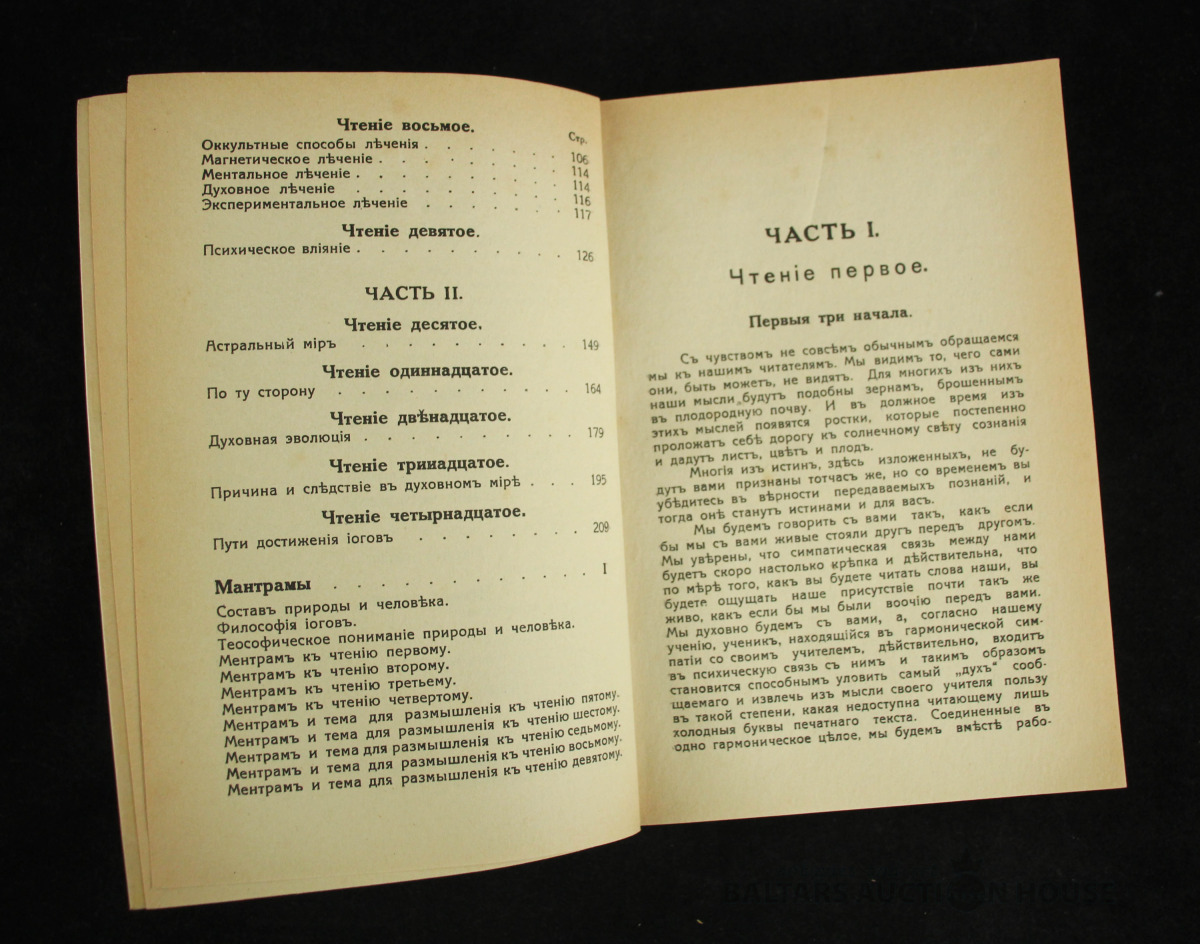 Чтеніе восьмое.
Стр.
Оккультные способы лѣченія . . . . . . 106
Магнетическое лѣченіе . . . . . . . . 114
Ментальное лѣченіе . . . . . . . . . 114
Духовное лѣченіе . . . . . . . . 116
Экспериментальное лѣченіе . . . . . . 117
Чтеніе девятое.
Психическое вліяніе . . . . . . . . . . 126
ЧАСТЬ II.
Чтеніе десятое.
Астральный міръ . . . . . . . . . 149
Чтеніе одиннадцатое.
По ту сторону . . . . . . . . . 164
Чтеніе двѣнадцатое.
Духовная эволюція . . . . . . . . . 179
Чтеніе тринадцатое.
Причина и слѣдствіе въ духовномъ мірѣ . . . 195
Чтеніе четырнадцатое.
Пути достиженія іоговъ . . . . . . . 209
Мантрамы . . . . . . . . . . I
Составъ природы и человѣка.
Философія іоговъ.
Теософическое пониманіе природы и человѣка.
Ментрамъ къ чтенію первому.
Ментрамъ къ чтенію второму.
Ментрамъ къ чтенію третьему.
Ментрамъ къ чтенію четвертому.
Ментрамъ и тема для размышленія къ чтенію пятому.
Ментрамъ и тема для размышленія къ чтенію шестому.
Ментрамъ и тема для размышленія къ чтенію седьмому.
Ментрамъ и тема для размышленія къ чтенію восьмому.
Ментрамъ и тема для размышленія къ чтенію девятому.
ЧАСТЬ I.
Чтеніе первое.
Первыя три начала.
Съ чувствомъ не совсѣмъ обычнымъ обращаемся
мы къ нашимъ читателямъ. Мы видимъ то, чего сами
они, быть можетъ, не видятъ. Для многихъ изъ нихъ
наши мысли будутъ подобны зернамъ, брошеннымъ
въ плодородную почву. И въ должное время изъ
этихъ мыслей появятся ростки, которые постепенно
проложатъ себѣ дорогу къ солнечному свѣту сознанія
и дадутъ листъ, цвѣтъ и плодъ.
Многія изъ истинъ, здѣсь изложенныхъ, не бу-
дутъ вами признаны тотчасъ же, но со временемъ вы
убѣдитесь въ вѣрности передаваемыхъ познаній, и
тогда онѣ станутъ истинами и для васъ.
Мы будемъ говорить съ вами такъ, какъ если
бы мы съ вами живые стояли другъ передъ другомъ.
Мы увѣрены, что симпатическая связь между нами
будетъ скоро настолько крѣпка и дѣйствительна, что
по мѣрѣ того, какъ вы будете читать слова наши, вы
будете ощущать наше присутствіе почти такъ же
живо, какъ если бы мы были воочію передъ вами.
Мы духовно будемъ съ вами, а, согласно нашему
ученію, ученикъ, находящійся въ гармонической сим-
патіи со своимъ учителемъ, дѣйствительно, входитъ
въ психическую связь съ нимъ и такимъ образомъ
становится способнымъ уловить самый „духъ“ сооб-
щаемаго и извлечь изъ мысли своего учителя пользу
въ такой степени, какая недоступна читающему лишь
холодныя буквы печатнаго текста. Соединенные въ
одно гармоническое цѣлое, мы будемъ вмѣстѣ рабо-
BALTARS AUCTION HOUSE